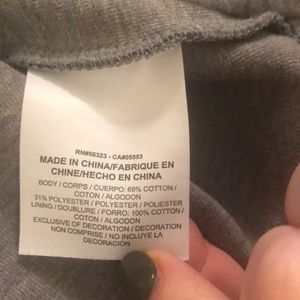 RN#56323 - CA#05553
MADE IN CHINA/FABRIQUE EN
CHINE/HECHO EN CHINA
BODY / CORPS / CUERPO: 69% COTTON /
COTON / ALGODON
31% POLYESTER / POLYESTER / POLIESTER
LINING / DOUBLURE / FORRO: 100% COTTON /
COTON / ALGODON
EXCLUSIVE OF DECORATION / DECORATION
NON COMPRISE / NO INCLUYE LA
DECORACION